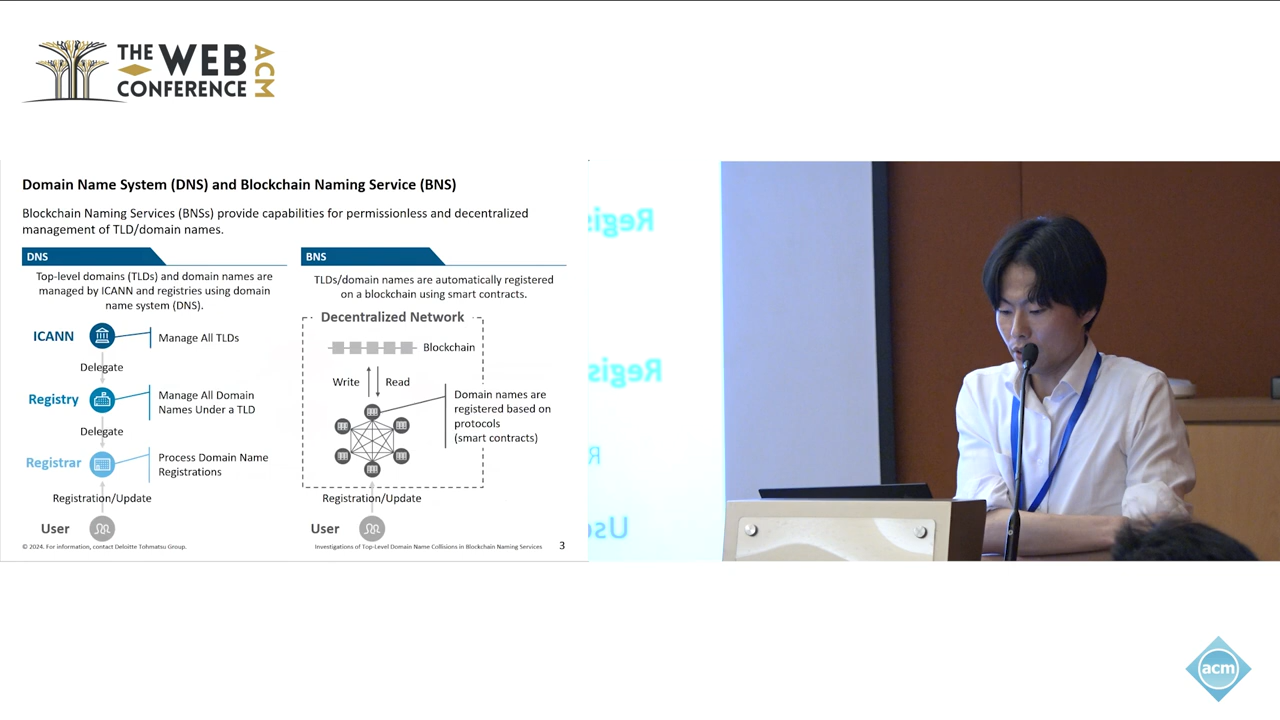 THE WEB
CONFERENCE
ACM
Domain Name System (DNS) and Blockchain Naming Service (BNS)
Blockchain Naming Services (BNSs) provide capabilities for permissionless and decentralized
management of TLD/domain names.
DNS
Top-level domains (TLDs) and domain names are
managed by ICANN and registries using domain
name system (DNS).
ICANN
Manage All TLDs
Delegate
Registry
Manage All Domain
Names Under a TLD
Delegate
Registrar
Process Domain Name
Registrations
Registration/Update
User
BNS
TLDs/domain names are automatically registered
on a blockchain using smart contracts.
Decentralized Network
Blockchain
Write
Read
Domain names are
registered based on
protocols
(smart contracts)
Registration/Update
User
© 2024. For information, contact Deloitte Tohmatsu Group.
Investigations of Top-Level Domain Name Collisions in Blockchain Naming Services
3
Regis
Regis
R
Use
acm